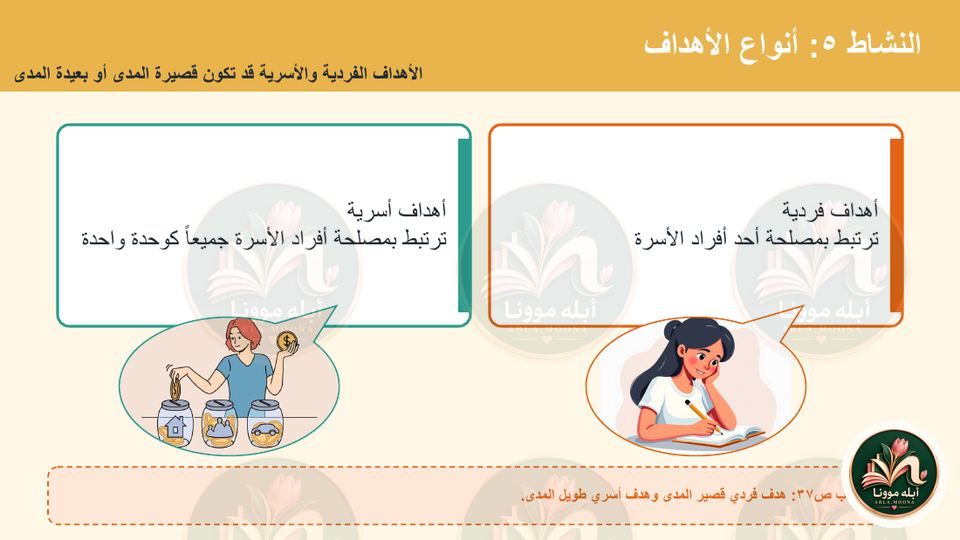 النشاط ٥: أنواع الأهداف
الأهداف الفردية والأسرية قد تكون قصيرة المدى أو بعيدة المدى
أهداف فردية
ترتبط بمصلحة أحد أفراد الأسرة
أهداف أسرية
ترتبط بمصلحة أفراد الأسرة جميعاً كوحدة واحدة
ص٣٧: هدف فردي قصير المدى وهدف أسري طويل المدى.
أبله موونا
ABLA.MOONA